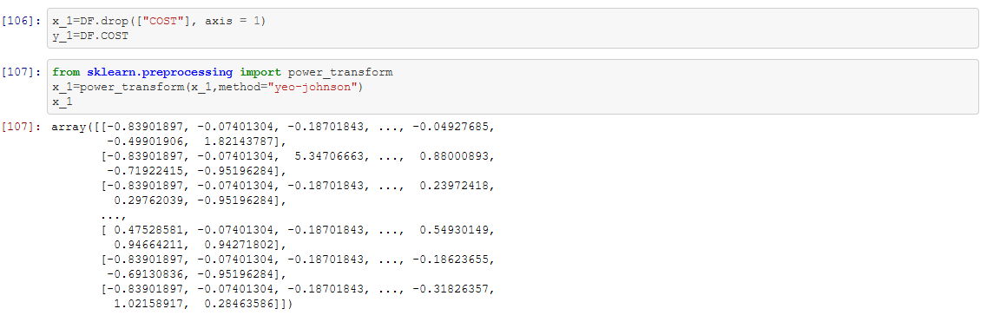 [106]: x_1=DF.drop(["COST"], axis = 1)
y_1=DF.COST
[107]: from sklearn.preprocessing import power_transform
x_1=power_transform(x_1,method="yeo-johnson")
x_1
[107]: array([[-0.83901897, -0.07401304, -0.18701843, ..., -0.04927685,
-0.49901906,  1.82143787],
[-0.83901897, -0.07401304,  5.34706663, ...,  0.88000893,
-0.71922415, -0.95196284],
[-0.83901897, -0.07401304, -0.18701843, ...,  0.23972418,
0.29762039, -0.95196284],
...,
[ 0.47528581, -0.07401304, -0.18701843, ...,  0.54930149,
0.94664211,  0.94271802],
[-0.83901897, -0.07401304, -0.18701843, ..., -0.18623655,
-0.69130836, -0.95196284],
[-0.83901897, -0.07401304, -0.18701843, ..., -0.31826357,
1.02158917,  0.28463586]])